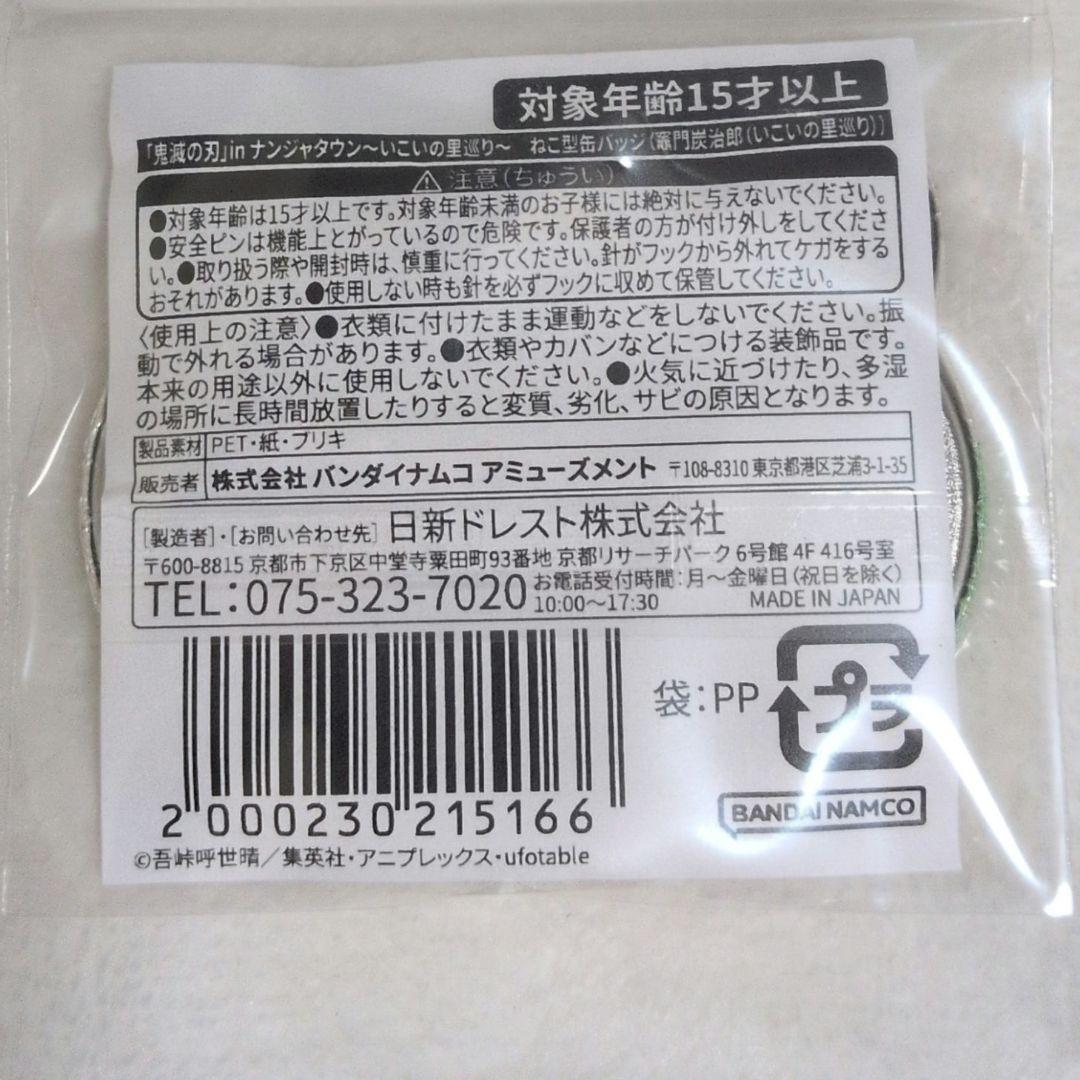 対象年齢15才以上
「鬼滅の刃」in ナンジャタウン～いこいの里巡り～ ねこ型缶バッジ(竈門炭治郎(いこいの里巡り))
⚠ 注意(ちゅうい)
●対象年齢は15才以上です。対象年齢未満のお子様には絶対に与えないでください。
●安全ピンは機能上とがっているので危険です。保護者の方が付け外しをしてくださ
い。●取り扱う際や開封時は、慎重に行ってください。針がフックから外れてケガをする
おそれがあります。●使用しない時も針を必ずフックに収めて保管してください。
〈使用上の注意〉●衣類に付けたまま運動などをしないでください。振
動で外れる場合があります。●衣類やカバンなどにつける装飾品です。
本来の用途以外に使用しないでください。●火気に近づけたり、多湿
の場所に長時間放置したりすると変質、劣化、サビの原因となります。
製品素材 PET・紙・ブリキ
販売者 株式会社 バンダイナムコ アミューズメント 〒108-8310 東京都港区芝浦3-1-35
[製造者]・[お問い合わせ先] 日新ドレスト株式会社
〒600-8815 京都市下京区中堂寺粟田町93番地 京都リサーチパーク 6号館 4F 416号室
TEL:075-323-7020 お電話受付時間:月～金曜日(祝日を除く)
10:00～17:30 MADE IN JAPAN
袋:PP プラ
BANDAI NAMCO
2 000230 215166
©吾峠呼世晴/集英社・アニプレックス・ufotable